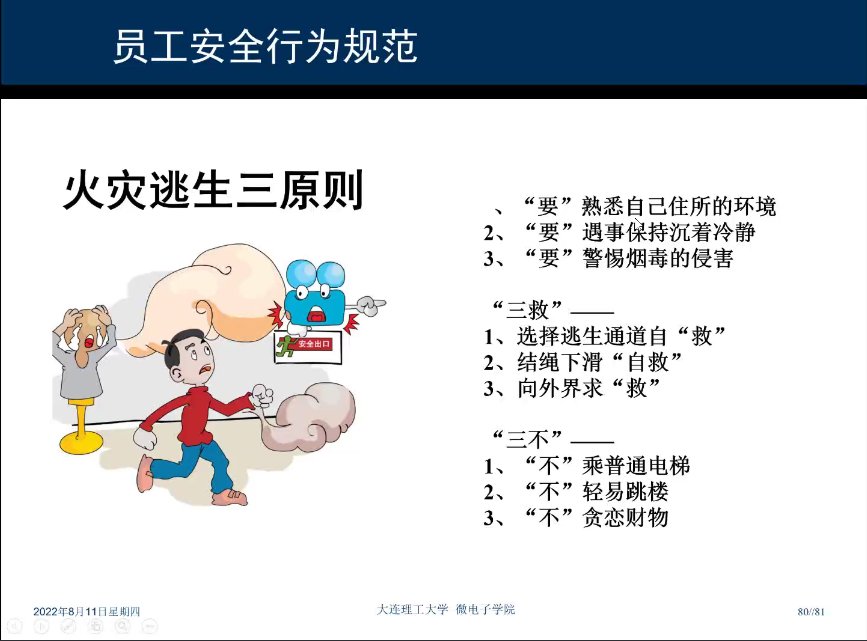 员工安全行为规范
火灾逃生三原则
安全出口
、“要”熟悉自己住所的环境
2、“要”遇事保持沉着冷静
3、“要”警惕烟毒的侵害
“三救”——
1、选择逃生通道自“救”
2、结绳下滑“自救”
3、向外界求“救”
“三不”——
1、“不”乘普通电梯
2、“不”轻易跳楼
3、“不”贪恋财物
2022年8月11日星期四
大连理工大学 微电子学院
80//81